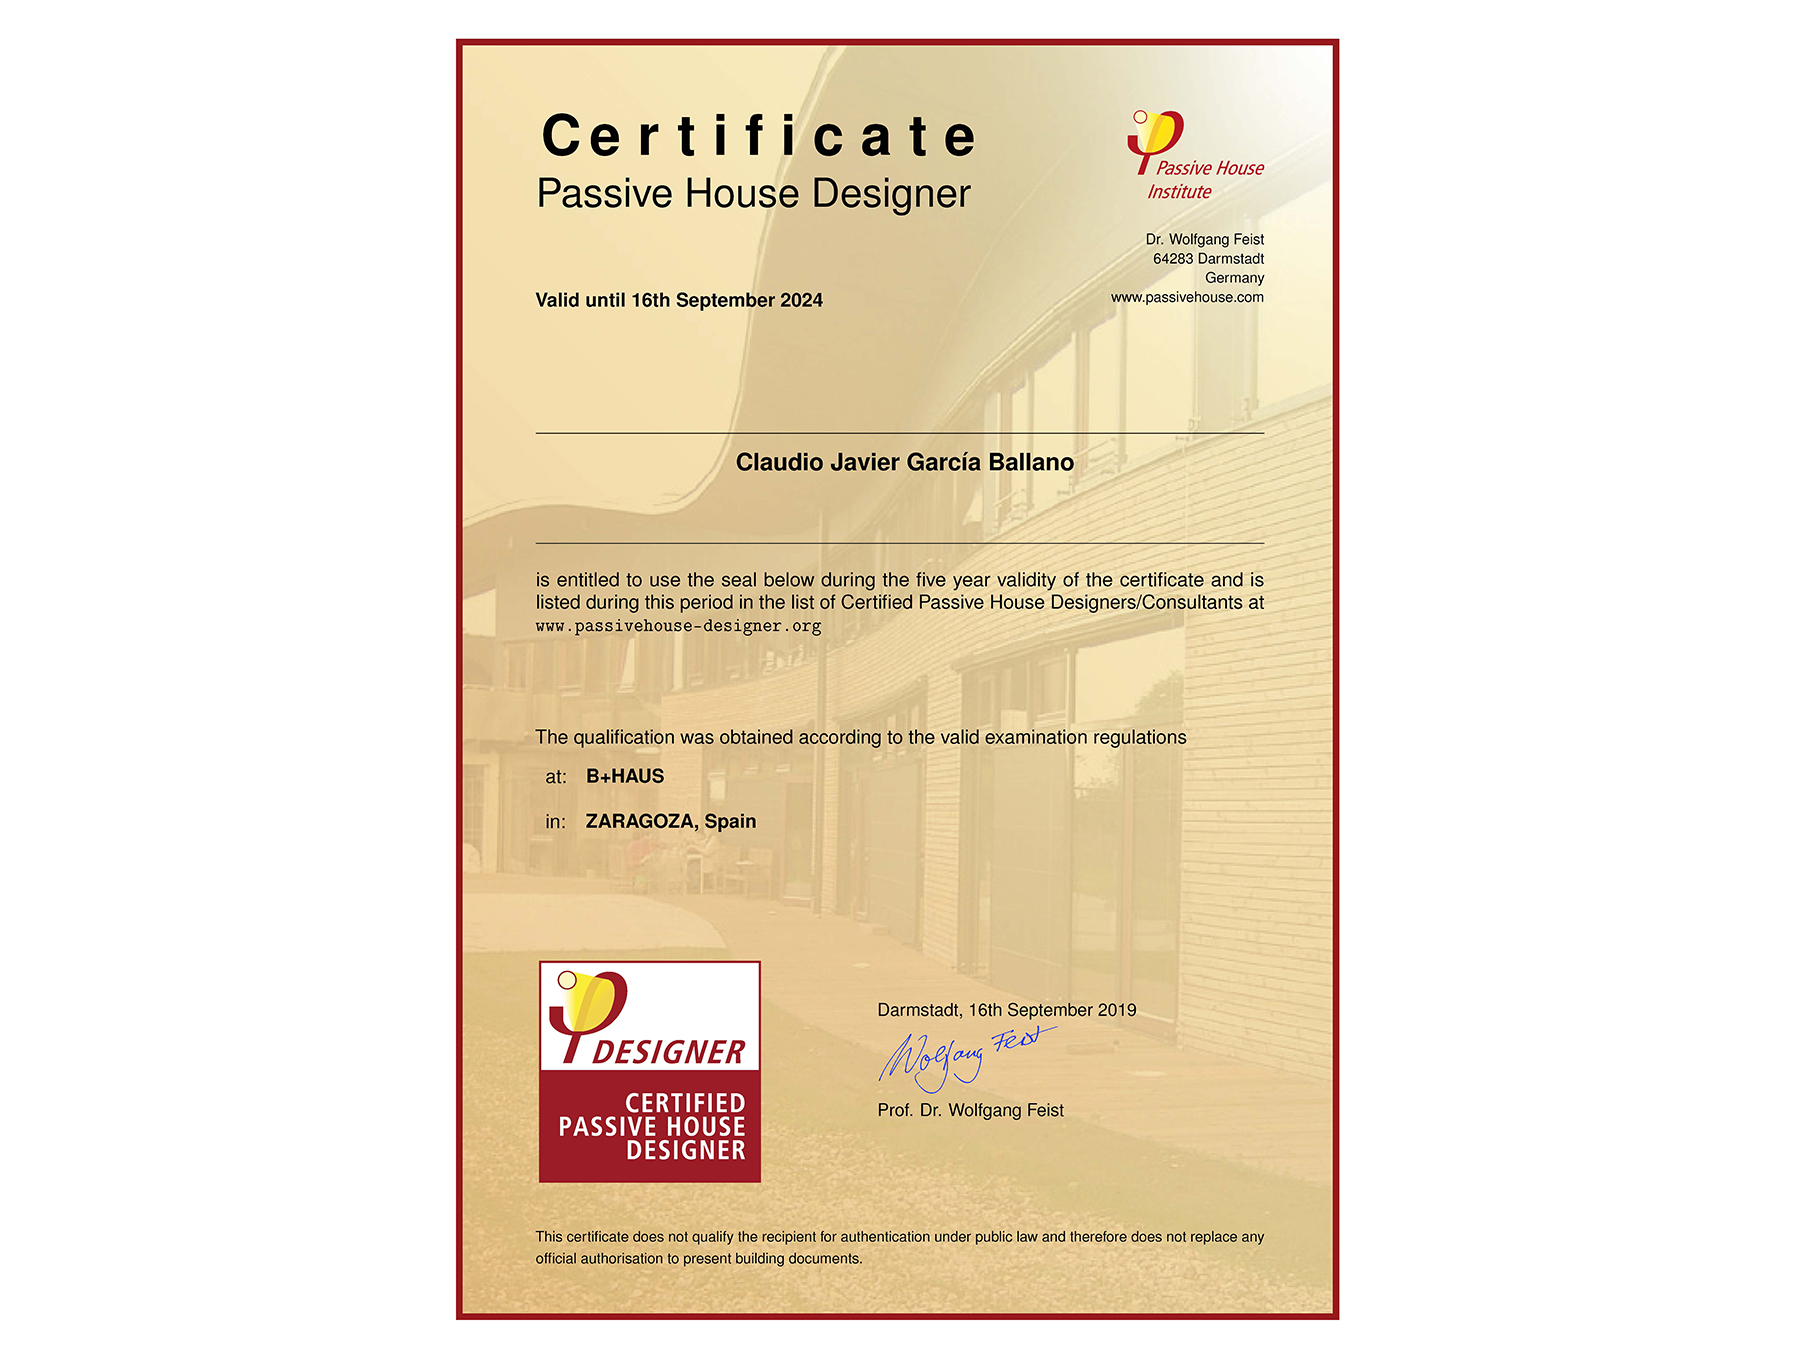 Certificate
Passive House Designer
Passive House
Institute
Dr. Wolfgang Feist
64283 Darmstadt
Germany
www.passivehouse.com
Valid until 16th September 2024
Claudio Javier García Ballano
is entitled to use the seal below during the five year validity of the certificate and is
listed during this period in the list of Certified Passive House Designers/Consultants at
www.passivehouse-designer.org
The qualification was obtained according to the valid examination regulations
at: B+HAUS
in: ZARAGOZA, Spain
DESIGNER
CERTIFIED
PASSIVE HOUSE
DESIGNER
Darmstadt, 16th September 2019
Wolfgang Feist
Prof. Dr. Wolfgang Feist
This certificate does not qualify the recipient for authentication under public law and therefore does not replace any
official authorisation to present building documents.